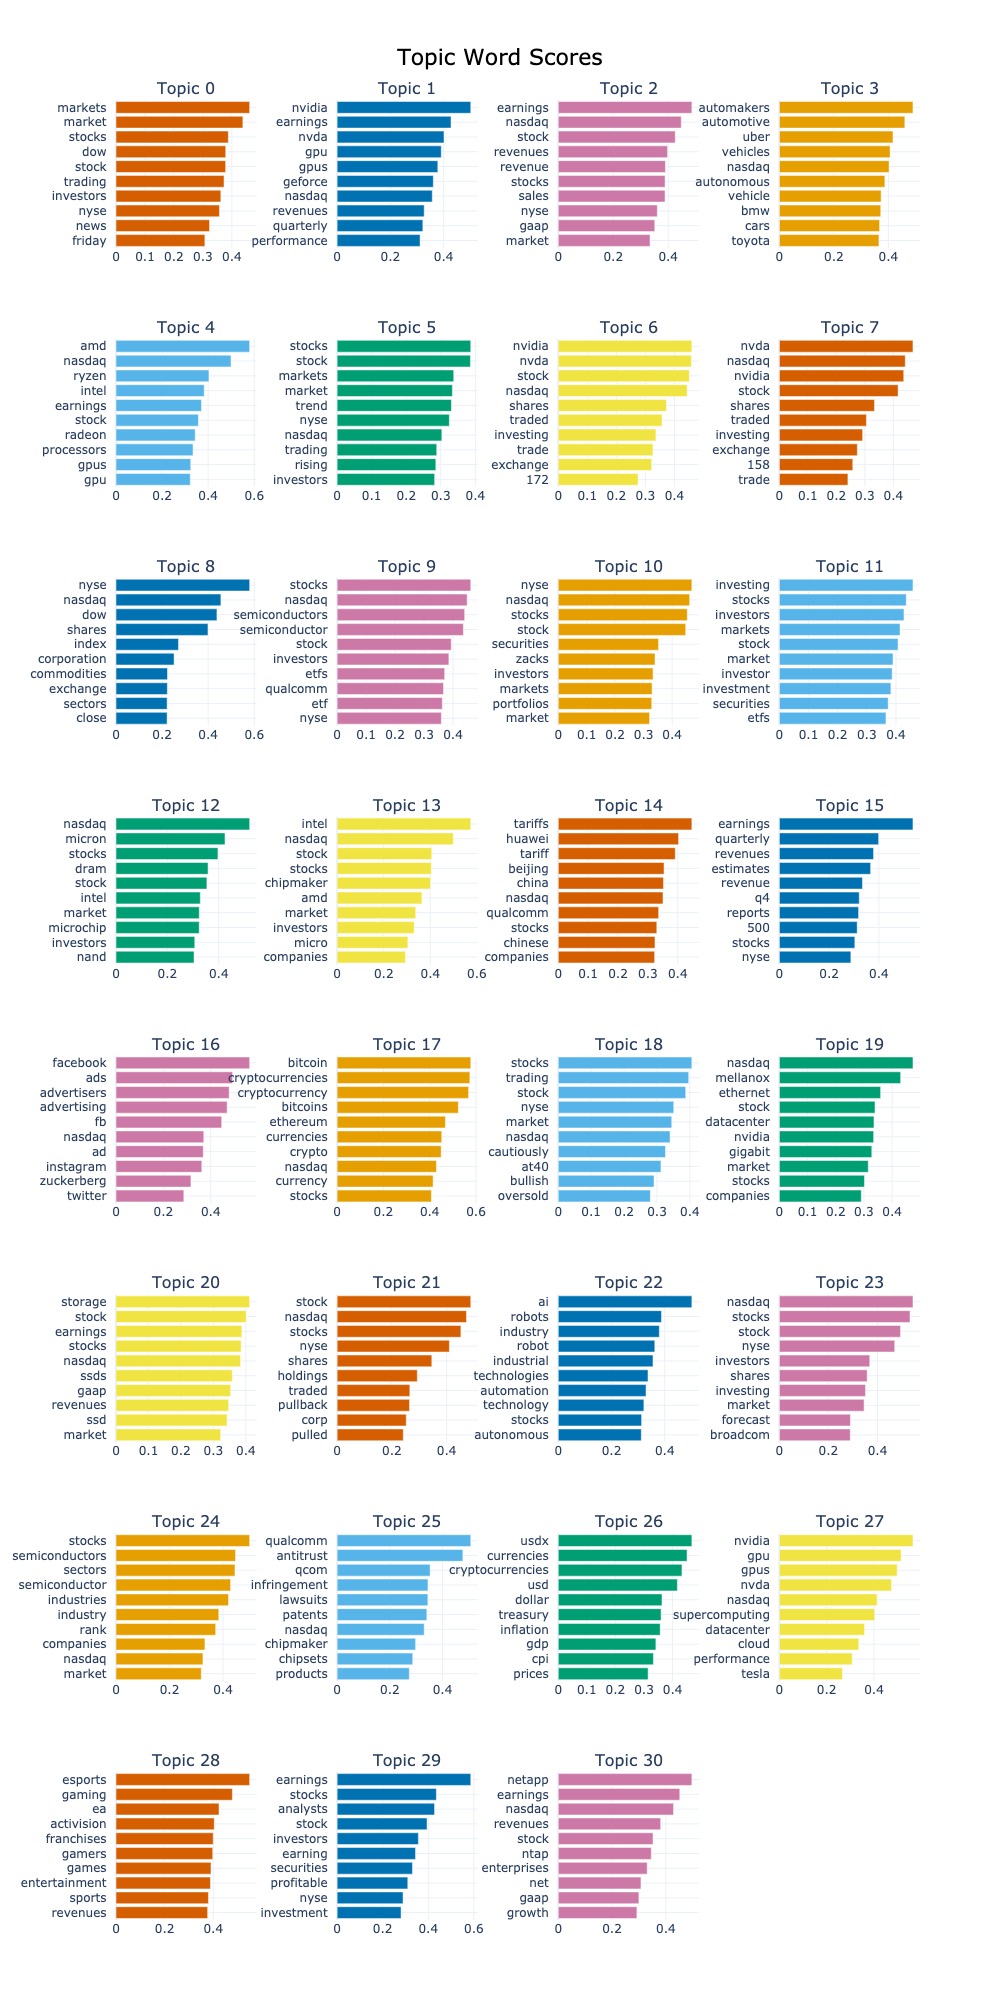 Topic Word Scores
Topic 0
markets
market
stocks
dow
stock
trading
investors
nyse
news
friday
0 0.1 0.2 0.3 0.4
Topic 1
nvidia
earnings
nvda
gpu
gpus
geforce
nasdaq
revenues
quarterly
performance
0 0.2 0.4
Topic 2
earnings
nasdaq
stock
revenues
revenue
stocks
sales
nyse
gaap
market
0 0.2 0.4
Topic 3
automakers
automotive
uber
vehicles
nasdaq
autonomous
vehicle
bmw
cars
toyota
0 0.2 0.4
Topic 4
amd
nasdaq
ryzen
intel
earnings
stock
radeon
processors
gpus
gpu
0 0.2 0.4 0.6
Topic 5
stocks
stock
markets
market
trend
nyse
nasdaq
trading
rising
investors
0 0.1 0.2 0.3 0.4
Topic 6
nvidia
nvda
stock
nasdaq
shares
traded
investing
trade
exchange
172
0 0.1 0.2 0.3 0.4
Topic 7
nvda
nasdaq
nvidia
stock
shares
traded
investing
exchange
158
trade
0 0.1 0.2 0.3 0.4
Topic 8
nyse
nasdaq
dow
shares
index
corporation
commodities
exchange
sectors
close
0 0.2 0.4 0.6
Topic 9
stocks
nasdaq
semiconductors
semiconductor
stock
investors
etfs
qualcomm
etf
nyse
0 0.1 0.2 0.3 0.4
Topic 10
nyse
nasdaq
stocks
stock
securities
zacks
investors
markets
portfolios
market
0 0.1 0.2 0.3 0.4
Topic 11
investing
stocks
investors
markets
stock
market
investor
investment
securities
etfs
0 0.1 0.2 0.3 0.4
Topic 12
nasdaq
micron
stocks
dram
stock
intel
market
microchip
investors
nand
0 0.2 0.4
Topic 13
intel
nasdaq
stock
stocks
chipmaker
amd
market
investors
micro
companies
0 0.2 0.4 0.6
Topic 14
tariffs
huawei
tariff
beijing
china
nasdaq
qualcomm
stocks
chinese
companies
0 0.1 0.2 0.3 0.4
Topic 15
earnings
quarterly
revenues
estimates
revenue
q4
reports
500
stocks
nyse
0 0.2 0.4
Topic 16
facebook
ads
advertisers
advertising
fb
nasdaq
ad
instagram
zuckerberg
twitter
0 0.2 0.4
Topic 17
bitcoin
cryptocurrencies
cryptocurrency
bitcoins
ethereum
currencies
crypto
nasdaq
currency
stocks
0 0.2 0.4 0.6
Topic 18
stocks
trading
stock
nyse
market
nasdaq
cautiously
at40
bullish
oversold
0 0.1 0.2 0.3 0.4
Topic 19
nasdaq
mellanox
ethernet
stock
datacenter
nvidia
gigabit
market
stocks
companies
0 0.1 0.2 0.3 0.4
Topic 20
storage
stock
earnings
stocks
nasdaq
ssds
gaap
revenues
ssd
market
0 0.1 0.2 0.3 0.4
Topic 21
stock
nasdaq
stocks
nyse
shares
holdings
traded
pullback
corp
pulled
0 0.2 0.4
Topic 22
ai
robots
industry
robot
industrial
technologies
automation
technology
stocks
autonomous
0 0.2 0.4
Topic 23
nasdaq
stocks
stock
nyse
investors
shares
investing
market
forecast
broadcom
0 0.2 0.4
Topic 24
stocks
semiconductors
sectors
semiconductor
industries
industry
rank
companies
nasdaq
market
0 0.2 0.4
Topic 25
qualcomm
antitrust
qcom
infringement
lawsuits
patents
nasdaq
chipmaker
chipsets
products
0 0.2 0.4
Topic 26
usdx
currencies
cryptocurrencies
usd
dollar
treasury
inflation
gdp
cpi
prices
0 0.1 0.2 0.3 0.4
Topic 27
nvidia
gpu
gpus
nvda
nasdaq
supercomputing
datacenter
cloud
performance
tesla
0 0.2 0.4
Topic 28
esports
gaming
ea
activision
franchises
gamers
games
entertainment
sports
revenues
0 0.2 0.4
Topic 29
earnings
stocks
analysts
stock
investors
earning
securities
profitable
nyse
investment
0 0.2 0.4 0.6
Topic 30
netapp
earnings
nasdaq
revenues
stock
ntap
enterprises
net
gaap
growth
0 0.2 0.4